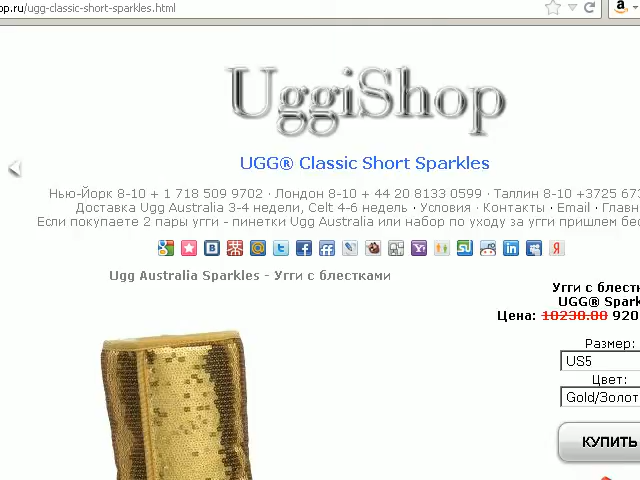 op.ru/ugg-classic-short-sparkles.html
UggiShop
UGG® Classic Short Sparkles
Нью-Йорк 8-10 + 1 718 509 9702 · Лондон 8-10 + 44 20 8133 0599 · Таллин 8-10 +3725 673
Доставка Ugg Australia 3-4 недели, Celt 4-6 недель · Условия · Контакты · Email · Главн
Если покупаете 2 пары угги - пинетки Ugg Australia или набор по уходу за угги пришлем бес
Ugg Australia Sparkles - Угги с блестками
Угги с блестк
UGG® Spark
Цена: 10230.00 920
Размер:
US5
Цвет:
Gold/Золот
КУПИТЬ